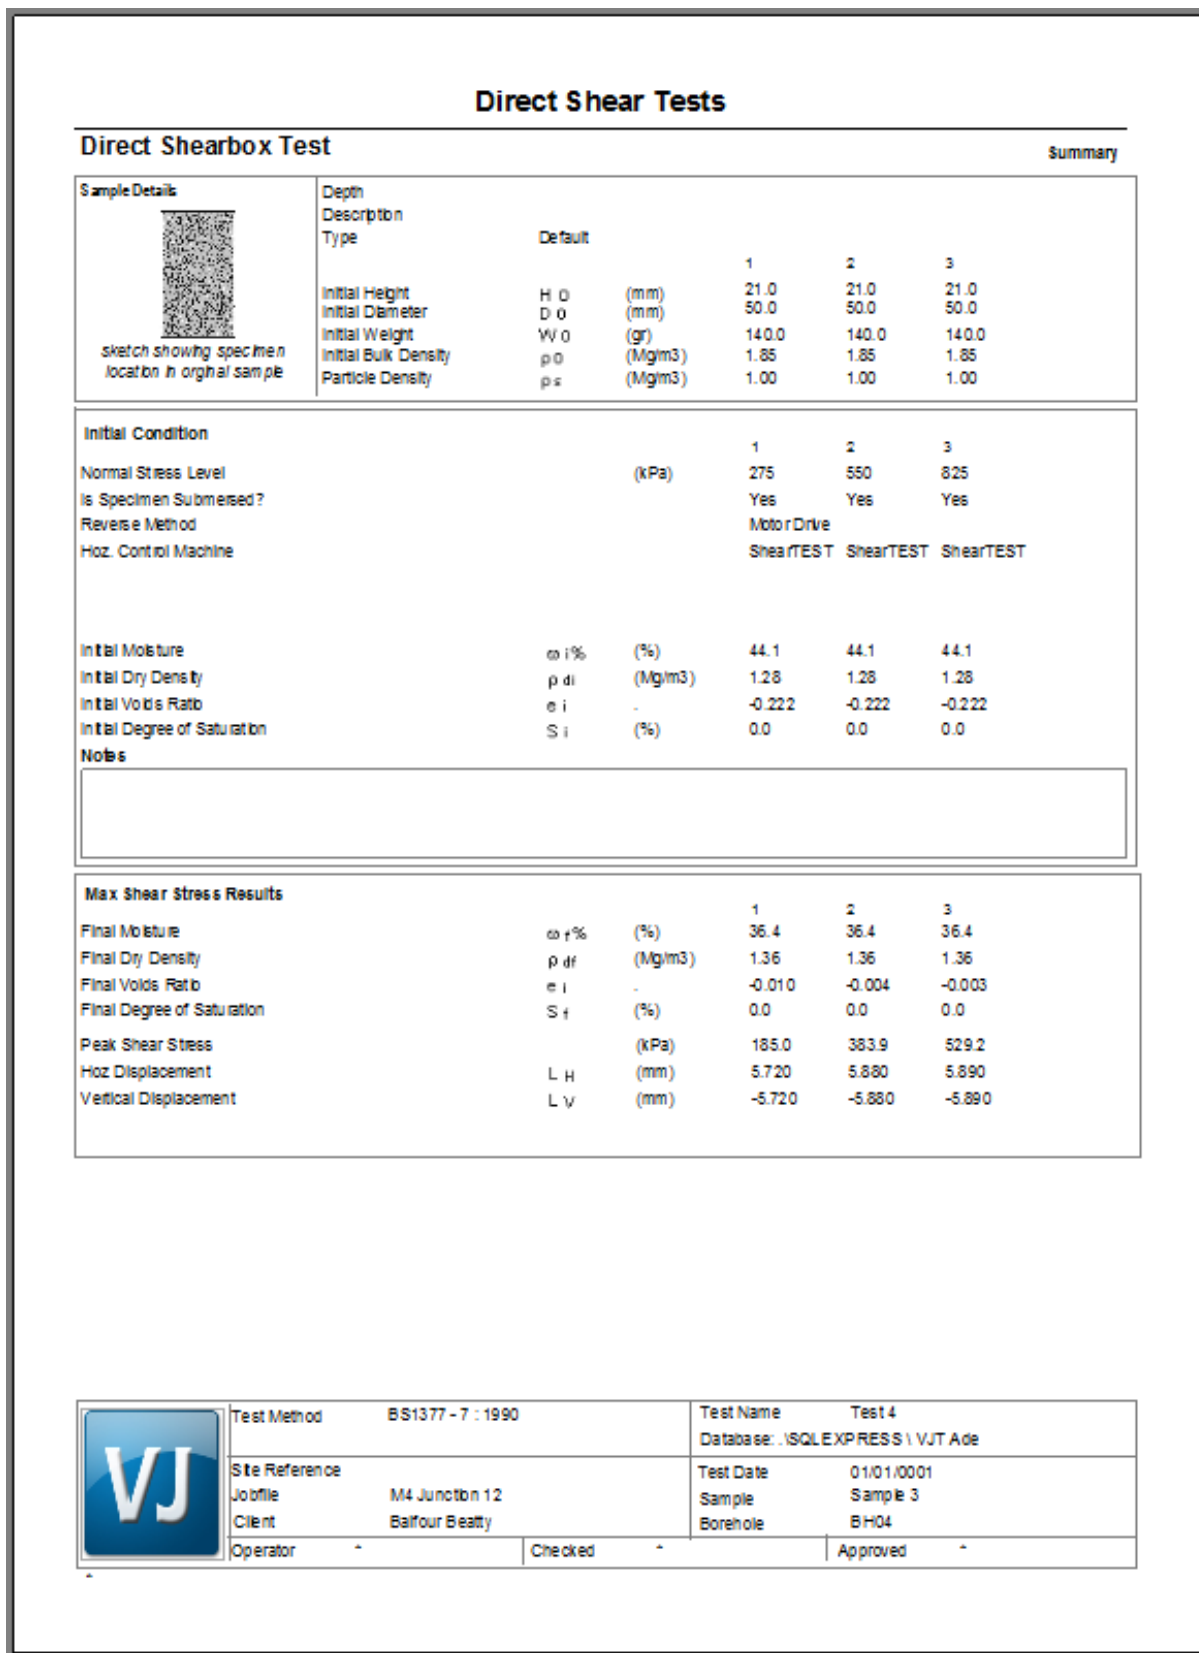 Direct Shear Tests
Direct Shearbox Test Summary
Sample Details
sketch showing specimen
location in orginal sample
Depth
Description
Type Default
1 2 3
Initial Height H 0 (mm) 21.0 21.0 21.0
Initial Diameter D 0 (mm) 50.0 50.0 50.0
Initial Weight W 0 (gr) 140.0 140.0 140.0
Initial Bulk Density ρ 0 (Mg/m3) 1.85 1.85 1.85
Particle Density ρ s (Mg/m3) 1.00 1.00 1.00
Initial Condition
1 2 3
Normal Stress Level (kPa) 275 550 825
Is Specimen Submersed? Yes Yes Yes
Reverse Method Motor Drive
Hoz. Control Machine ShearTEST ShearTEST ShearTEST
Initial Moisture ω i% (%) 44.1 44.1 44.1
Initial Dry Density ρ di (Mg/m3) 1.28 1.28 1.28
Initial Voids Ratio e i . -0.222 -0.222 -0.222
Initial Degree of Saturation S i (%) 0.0 0.0 0.0
Notes
Max Shear Stress Results
1 2 3
Final Moisture ω f% (%) 36.4 36.4 36.4
Final Dry Density ρ df (Mg/m3) 1.36 1.36 1.36
Final Voids Ratio e i . -0.010 -0.004 -0.003
Final Degree of Saturation S f (%) 0.0 0.0 0.0
Peak Shear Stress (kPa) 185.0 383.9 529.2
Hoz Displacement L H (mm) 5.720 5.880 5.890
Vertical Displacement L V (mm) -5.720 -5.880 -5.890
VJ
Test Method BS1377 - 7 : 1990
Test Name Test 4
Database: .\SQLEXPRESS \ VJT Ade
Site Reference
Jobfile M4 Junction 12
Client Balfour Beatty
Test Date 01/01/0001
Sample Sample 3
Borehole BH04
Operator Checked Approved